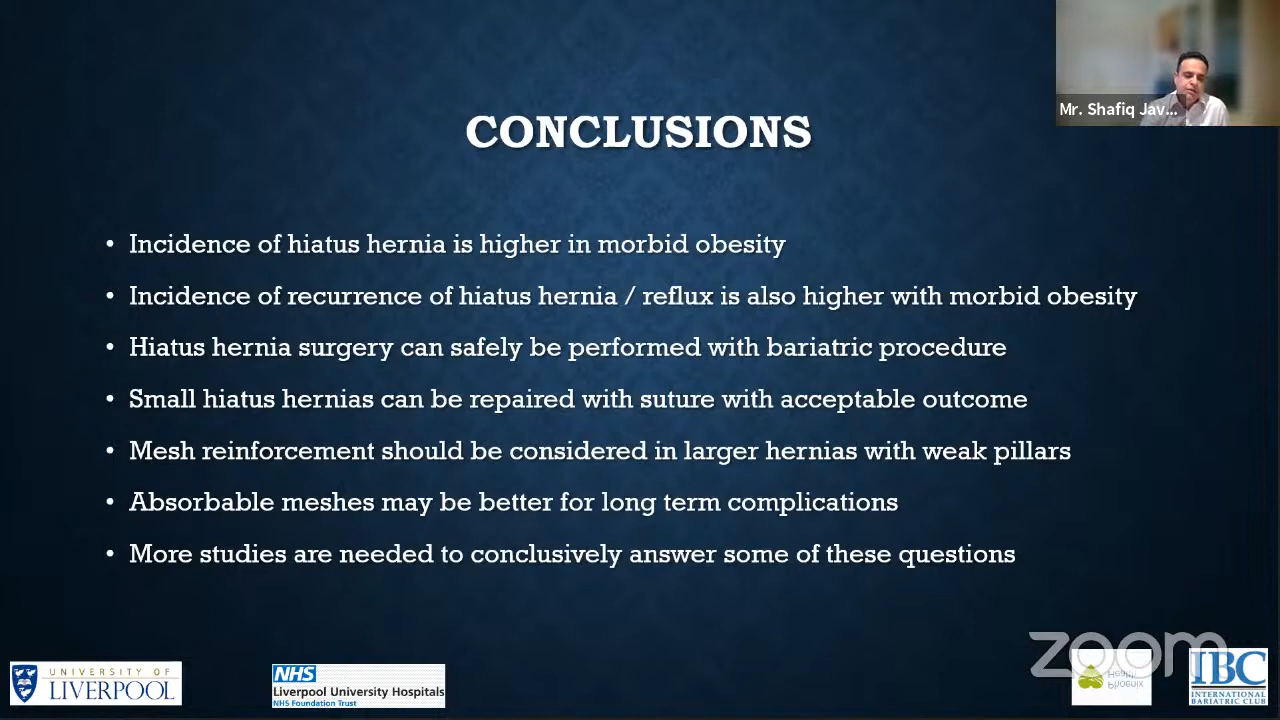 Mr. Shafiq Jav...
CONCLUSIONS
• Incidence of hiatus hernia is higher in morbid obesity
• Incidence of recurrence of hiatus hernia / reflux is also higher with morbid obesity
• Hiatus hernia surgery can safely be performed with bariatric procedure
• Small hiatus hernias can be repaired with suture with acceptable outcome
• Mesh reinforcement should be considered in larger hernias with weak pillars
• Absorbable meshes may be better for long term complications
• More studies are needed to conclusively answer some of these questions
UNIVERSITY OF
LIVERPOOL
NHS
Liverpool University Hospitals
NHS Foundation Trust
zoom
Health
Phoenix
IBC
INTERNATIONAL
BARIATRIC CLUB